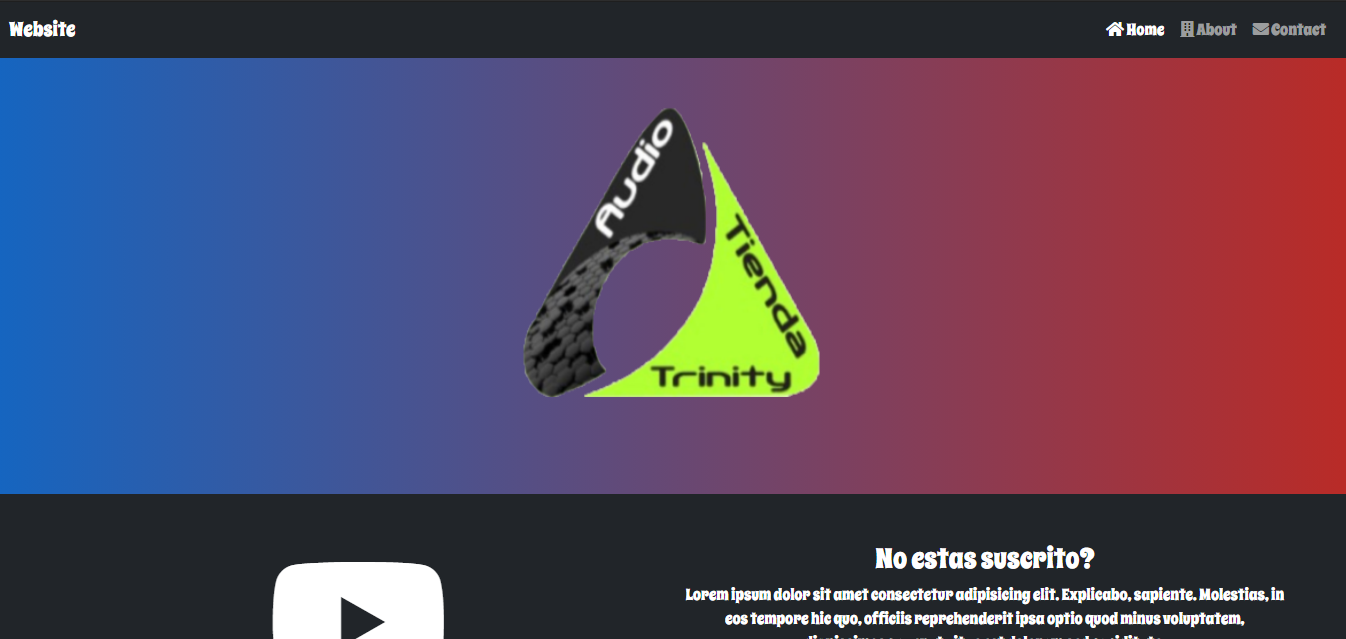 Website
Home About Contact
Audio
Tienda
Trinity
No estas suscrito?
Lorem ipsum dolor sit amet consectetur adipisicing elit. Explicabo, sapiente. Molestias, in
eos tempore hic quo, officiis reprehenderit ipsa optio quod minus voluptatem,